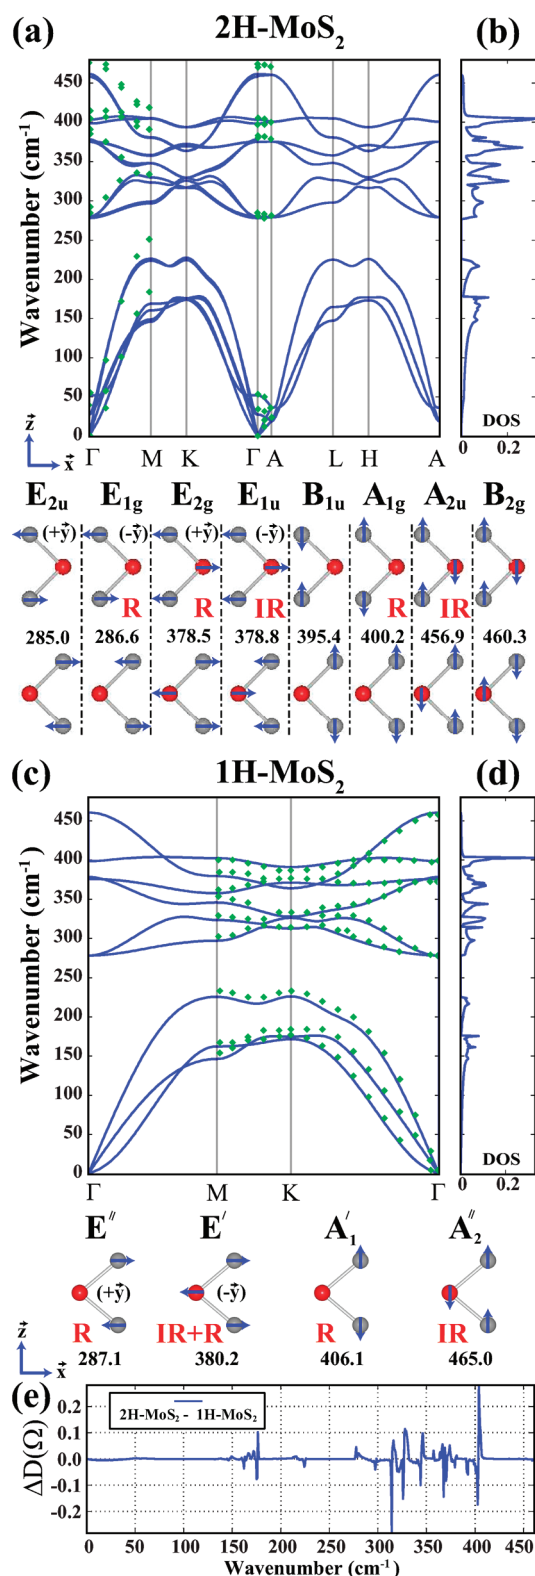 (a) 2H-MoS2 (b)
Wavenumber (cm-1)
450
400
350
300
250
200
150
100
50
0
Γ M K Γ A L H A
DOS
0 0.2
z
x
E2u E1g E2g E1u B1u A1g A2u B2g
(+y) (-y) (+y) (-y)
R R IR R IR
285.0 286.6 378.5 378.8 395.4 400.2 456.9 460.3
(c) 1H-MoS2 (d)
Wavenumber (cm-1)
450
400
350
300
250
200
150
100
50
0
Γ M K Γ
DOS
0 0.2
E′′ E′ A′1 A′′2
(+y) (-y)
R IR+R R IR
z
x
287.1 380.2 406.1 465.0
(e)
2H-MoS2 - 1H-MoS2
ΔD(Ω)
0.2
0.1
0.0
-0.1
-0.2
0 50 100 150 200 250 300 350 400 450
Wavenumber (cm-1)